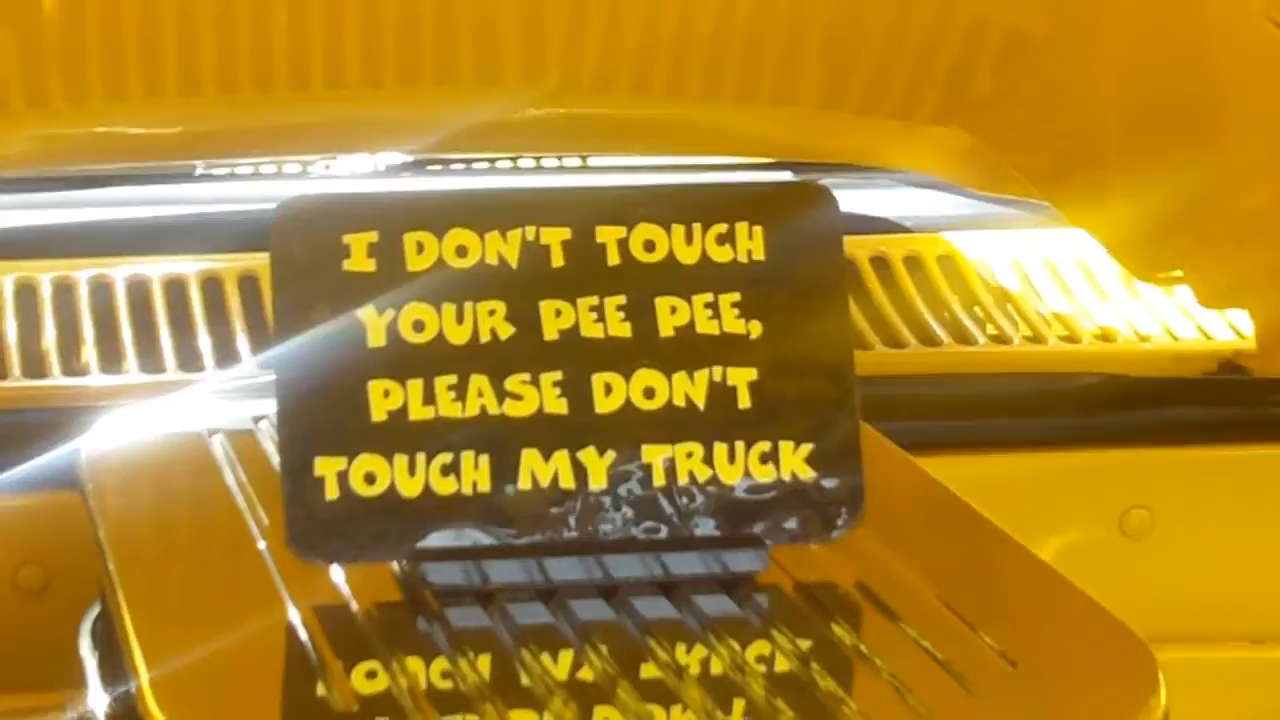 I DON'T TOUCH
YOUR PEE PEE,
PLEASE DON'T
TOUCH MY TRUCK